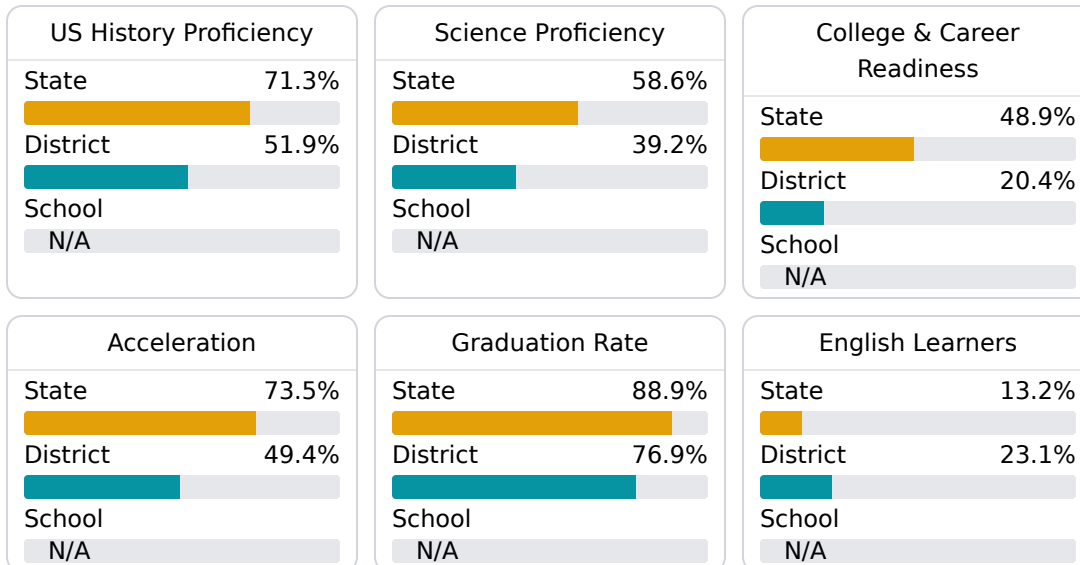 US History Proficiency
State 71.3%
District 51.9%
School
N/A
Science Proficiency
State 58.6%
District 39.2%
School
N/A
College & Career
Readiness
State 48.9%
District 20.4%
School
N/A
Acceleration
State 73.5%
District 49.4%
School
N/A
Graduation Rate
State 88.9%
District 76.9%
School
N/A
English Learners
State 13.2%
District 23.1%
School
N/A